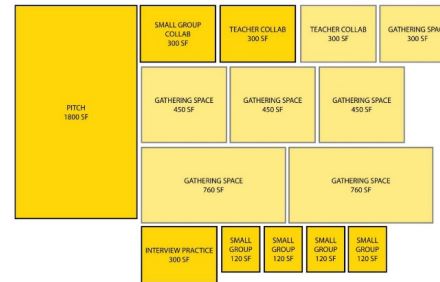 PITCH
1800 SF
SMALL GROUP
COLLAB
300 SF
TEACHER COLLAB
300 SF
TEACHER COLLAB
300 SF
GATHERING SPAC
300 SF
GATHERING SPACE
450 SF
GATHERING SPACE
450 SF
GATHERING SPACE
450 SF
GATHERING SPACE
760 SF
GATHERING SPACE
760 SF
INTERVIEW PRACTICE
300 SF
SMALL
GROUP
120 SF
SMALL
GROUP
120 SF
SMALL
GROUP
120 SF
SMALL
GROUP
120 SF